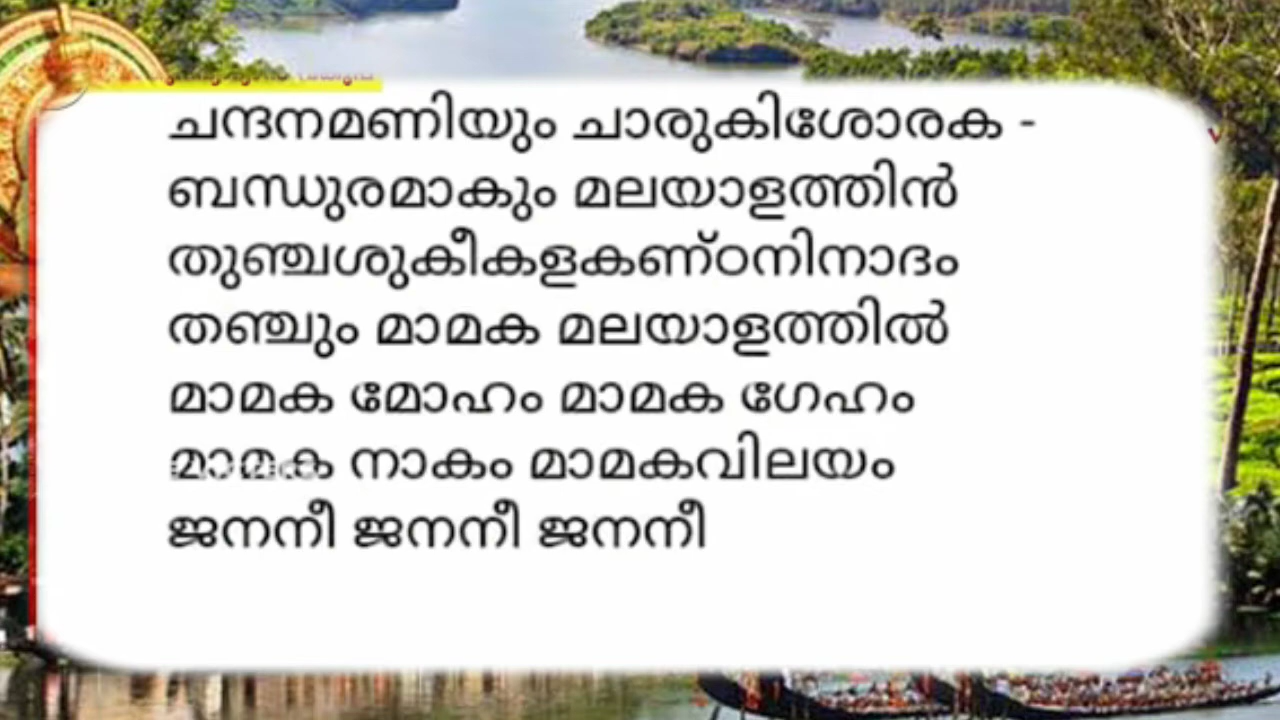 ചന്ദനമണിയും ചാരുകിശോരക -
ബന്ധുരമാകും മലയാളത്തിൻ
തുഞ്ചശുകീകളകണ്ഠനിനാദം
തഞ്ചും മാമക മലയാളത്തിൽ
മാമക മോഹം മാമക ഗേഹം
മാമക നാകം മാമകവിലയം
ജനനീ ജനനീ ജനനീ